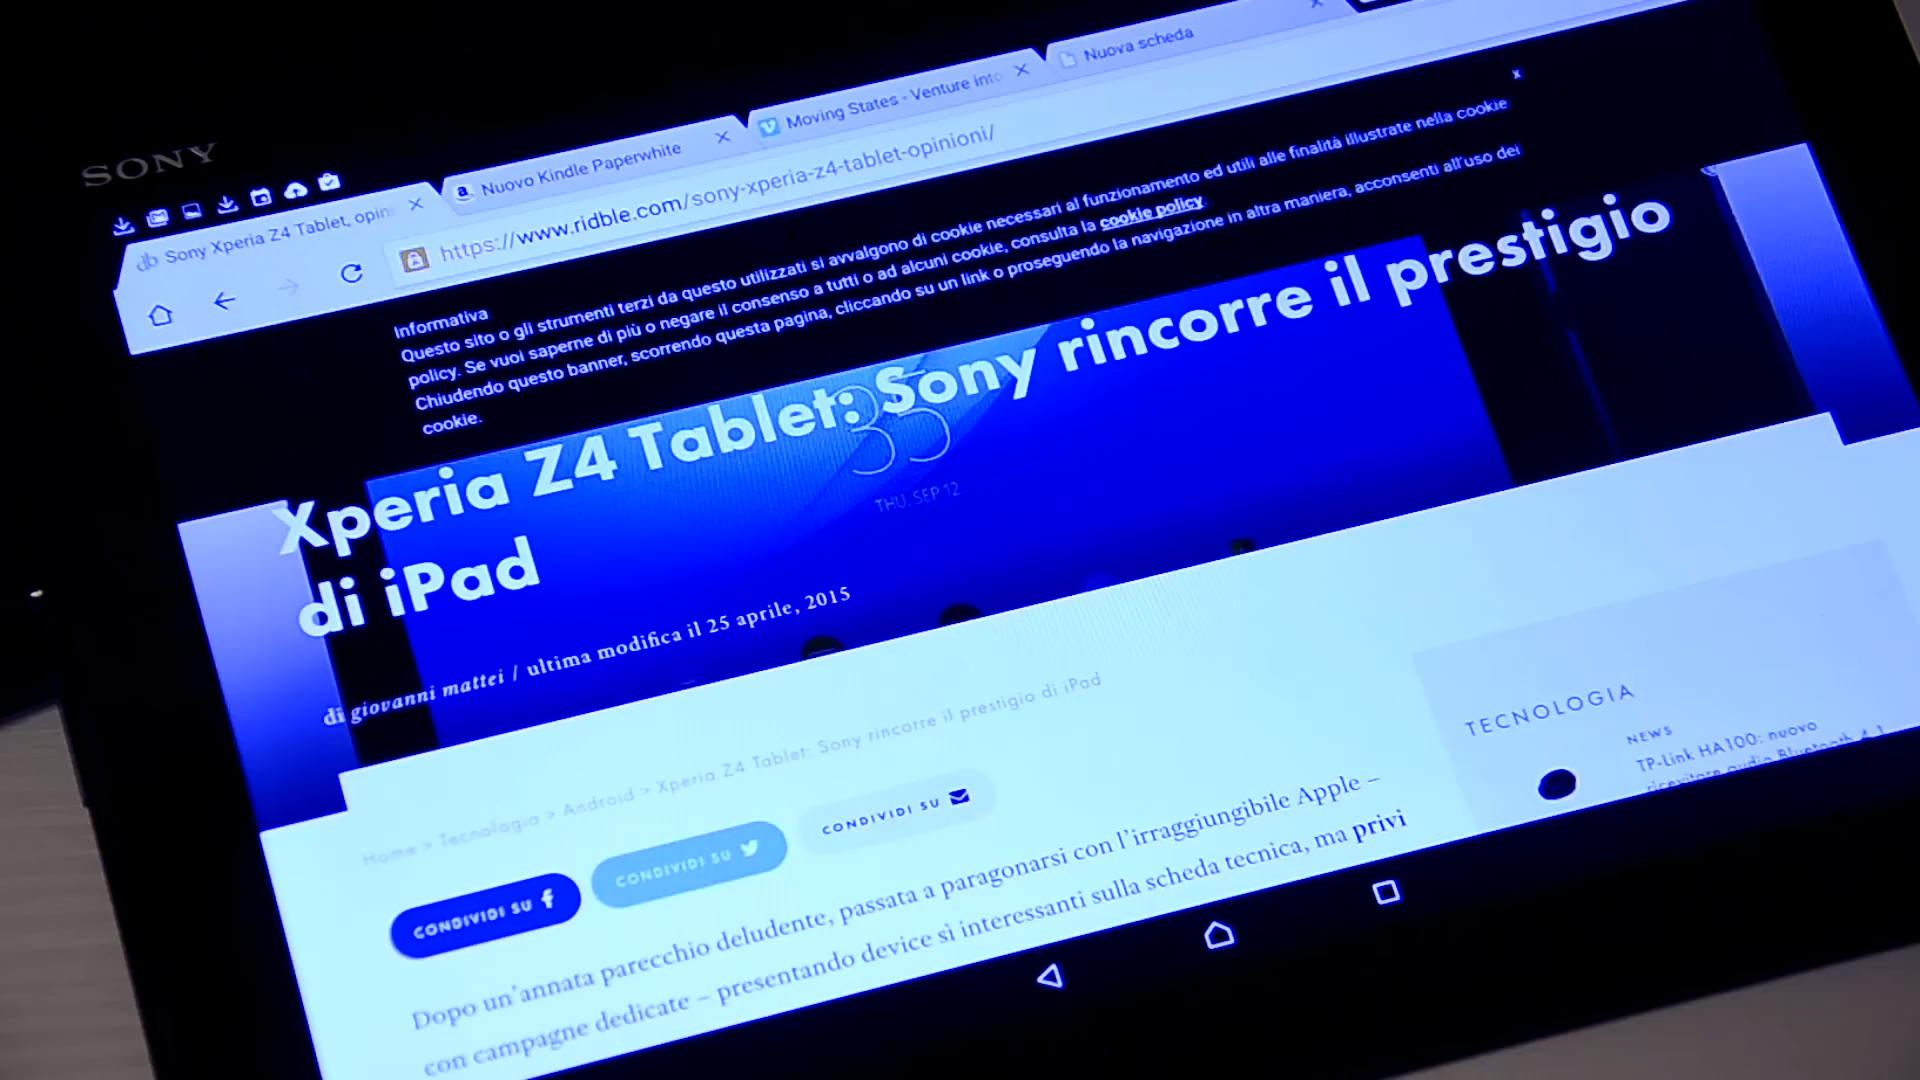 SONY
Sony Xperia Z4 Tablet, opin
Nuovo Kindle Paperwhite
Moving States - Venture into
Nuova scheda
https://www.ridble.com/sony-xperia-z4-tablet-opinioni/
x
Informativa
Questo sito o gli strumenti terzi da questo utilizzati si avvalgono di cookie necessari al funzionamento ed utili alle finalità illustrate nella cookie
policy. Se vuoi saperne di più o negare il consenso a tutti o ad alcuni cookie, consulta la cookie policy.
Chiudendo questo banner, scorrendo questa pagina, cliccando su un link o proseguendo la navigazione in altra maniera, acconsenti all'uso dei
cookie.
Xperia Z4 Tablet: Sony rincorre il prestigio
di iPad
35
THU, SEP 12
di giovanni mattei / ultima modifica il 25 aprile, 2015
Home > Tecnologia > Android > Xperia Z4 Tablet: Sony rincorre il prestigio di iPad
CONDIVIDI SU
CONDIVIDI SU
CONDIVIDI SU
Dopo un'annata parecchio deludente, passata a paragonarsi con l'irraggiungibile Apple –
con campagne dedicate – presentando device sì interessanti sulla scheda tecnica, ma privi
TECNOLOGIA
NEWS
TP-Link HA100: nuovo
ricevitore audio Bluetooth 4.1